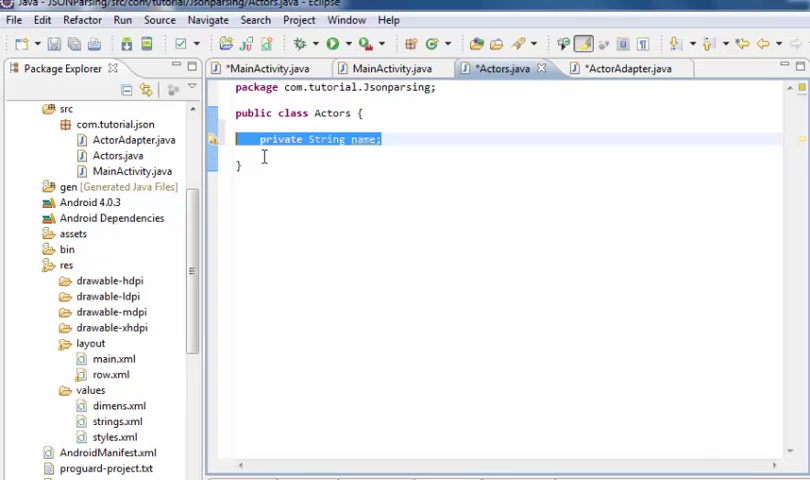 Java - JSONParsing/src/com/tutorial/Jsonparsing/Actors.java - Eclipse
File Edit Source Refactoring Run Source Navigate Search Project Window Help
Package Explorer
*MainActivity.java
MainActivity.java
*Actors.java
*ActorAdapter.java
src
com.tutorial.json
ActorAdapter.java
Actors.java
MainActivity.java
gen [Generated Java Files]
Android 4.0.3
Android Dependencies
assets
bin
res
drawable-hdpi
drawable-ldpi
drawable-mdpi
drawable-xhdpi
layout
main.xml
row.xml
values
dimens.xml
strings.xml
styles.xml
AndroidManifest.xml
proguard-project.txt
package com.tutorial.Jsonparsing;
public class Actors {
private String name;
}